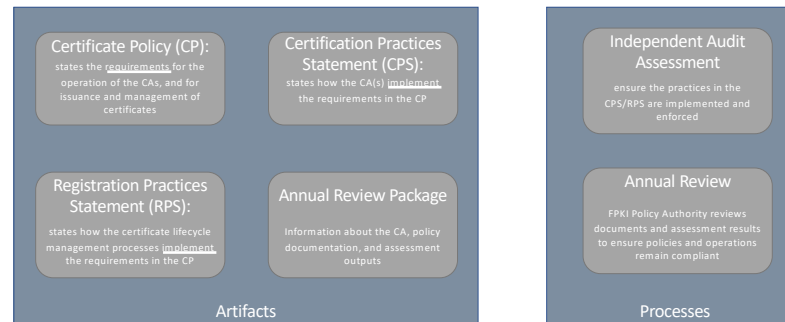 Certificate Policy (CP):
states the requirements for the
operation of the CAs, and for
issuance and management of
certificates
Certification Practices
Statement (CPS):
states how the CA(s) implement
the requirements in the CP
Registration Practices
Statement (RPS):
states how the certificate lifecycle
management processes implement
the requirements in the CP
Annual Review Package
Information about the CA, policy
documentation, and assessment
outputs
Artifacts
Independent Audit
Assessment
ensure the practices in the
CPS/RPS are implemented and
enforced
Annual Review
FPKI Policy Authority reviews
documents and assessment results
to ensure policies and operations
remain compliant
Processes